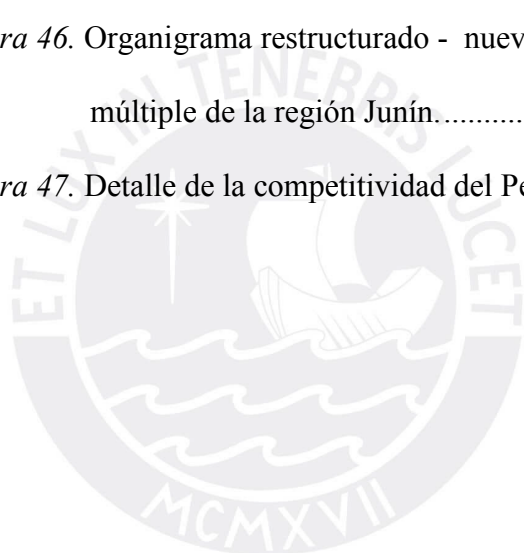 ra 46. Organigrama restructurado - nuev
múltiple de la región Junín...........
ra 47. Detalle de la competitividad del Pe
ET LUX IN TENEBRIS LUCET
MCMXVII